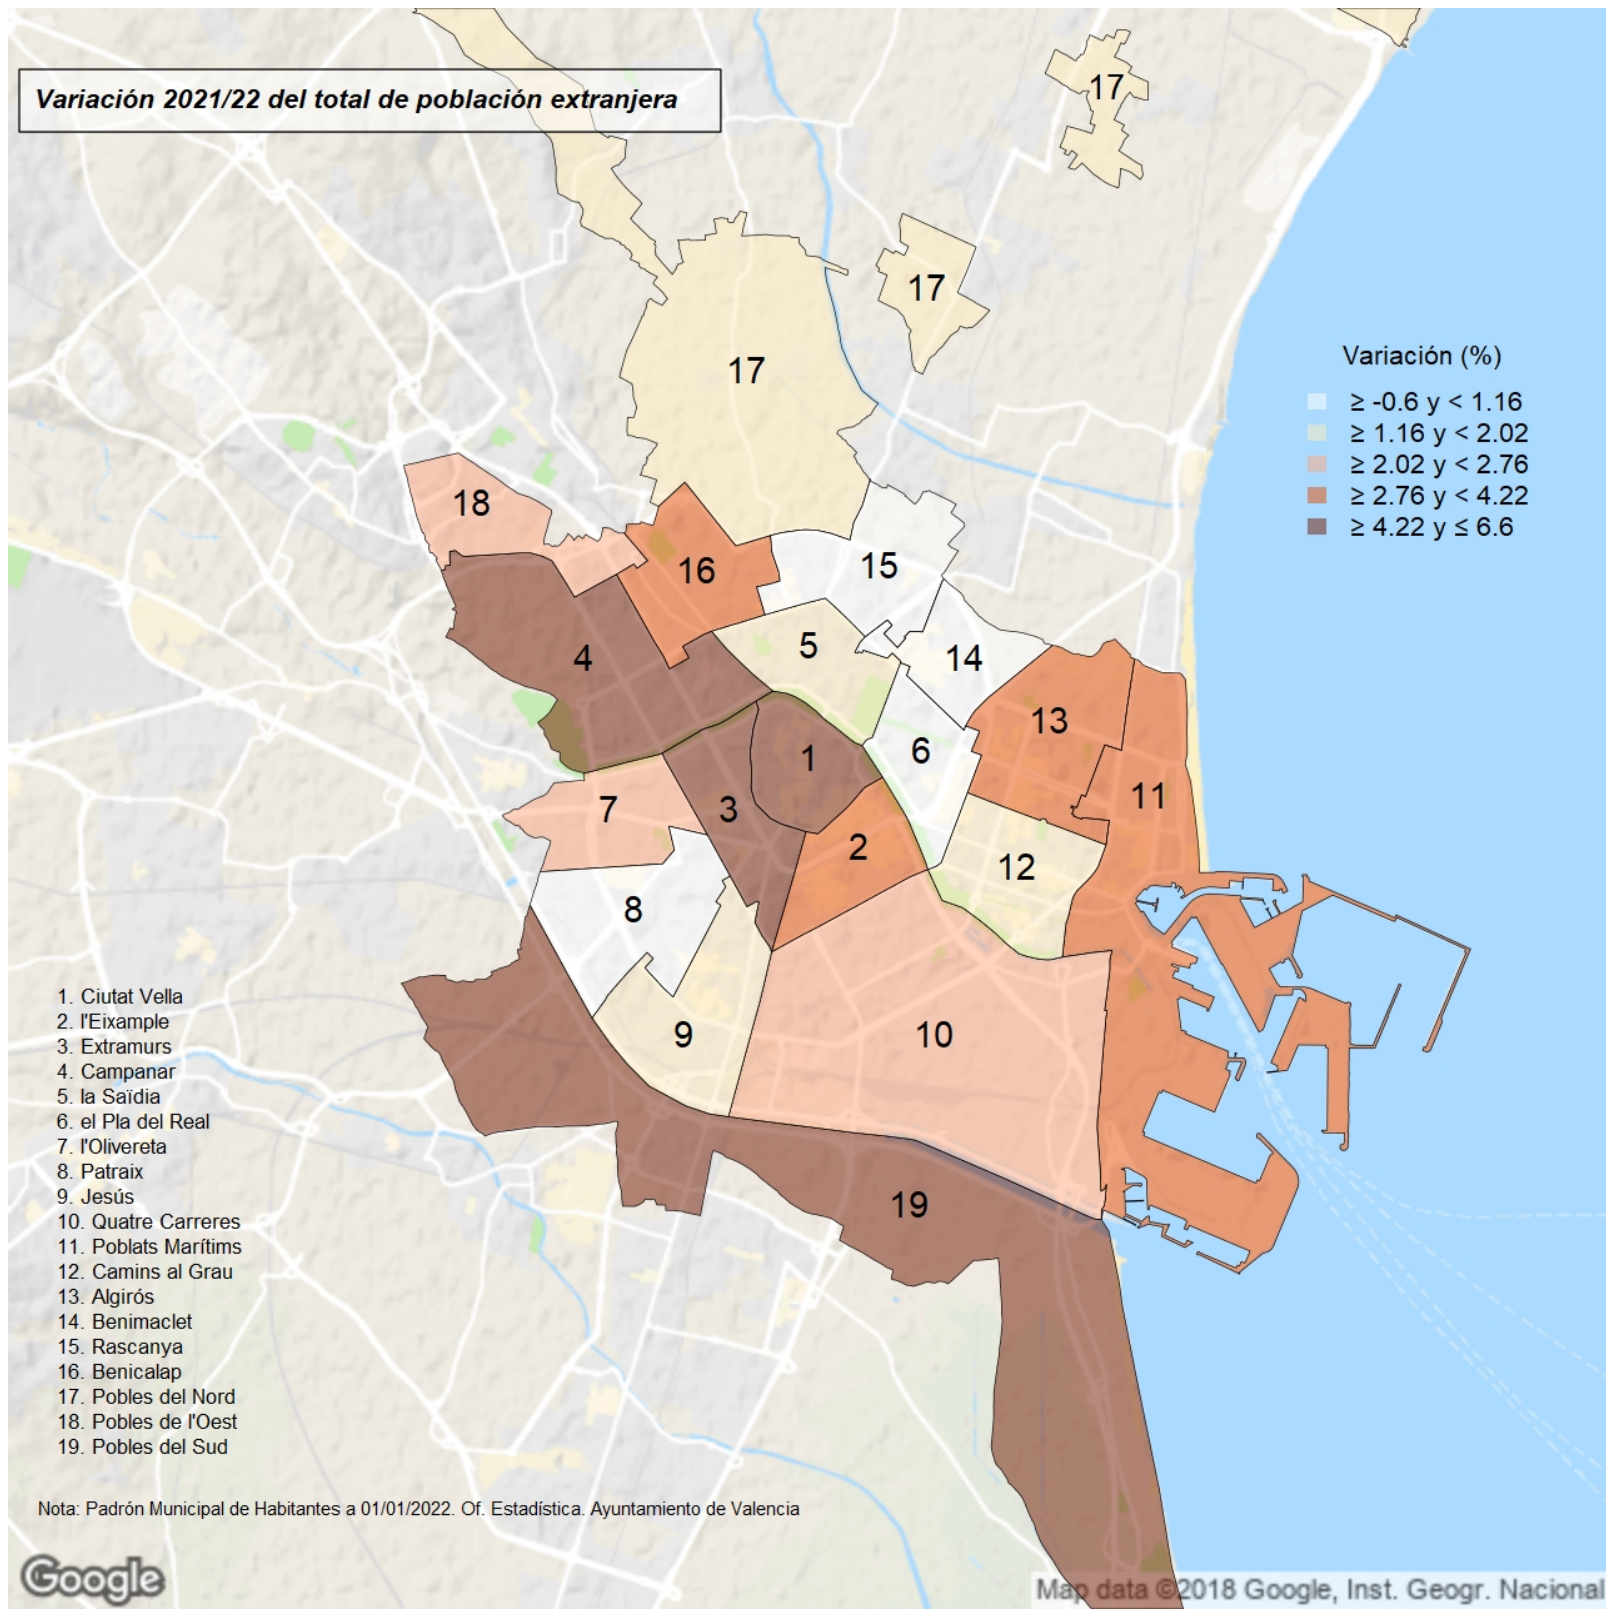 Variación 2021/22 del total de población extranjera
17
17
17
Variación (%)
≥ -0.6 y < 1.16
≥ 1.16 y < 2.02
≥ 2.02 y < 2.76
≥ 2.76 y < 4.22
≥ 4.22 y ≤ 6.6
18
16
15
5
14
4
13
6
1
11
7
3
2
12
8
9
10
19
1. Ciutat Vella
2. l'Eixample
3. Extramurs
4. Campanar
5. la Saïdia
6. el Pla del Real
7. l'Olivereta
8. Patraix
9. Jesús
10. Quatre Carreres
11. Poblats Marítims
12. Camins al Grau
13. Algirós
14. Benimaclet
15. Rascanya
16. Benicalap
17. Pobles del Nord
18. Pobles de l'Oest
19. Pobles del Sud
Nota: Padrón Municipal de Habitantes a 01/01/2022. Of. Estadística. Ayuntamiento de Valencia
Google
Map data ©2018 Google, Inst. Geogr. Nacional